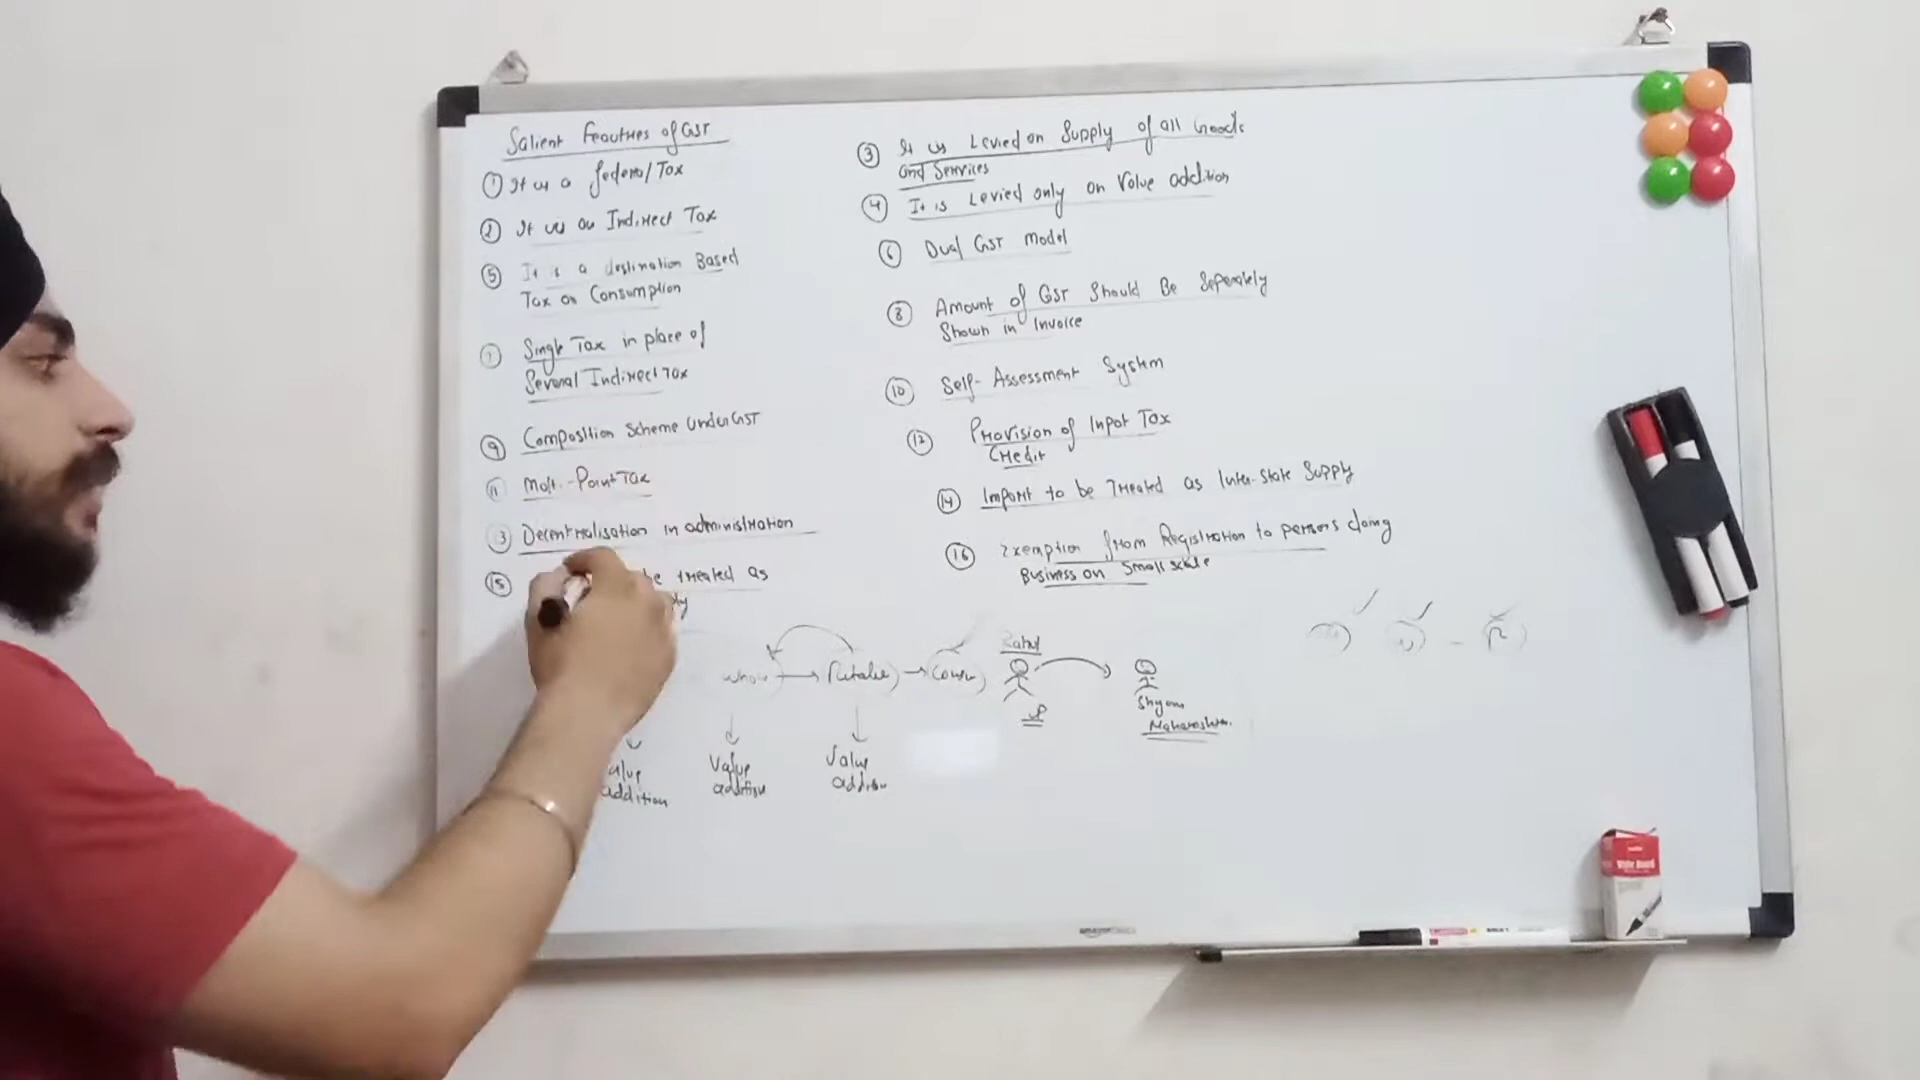 Salient Features of GST
① It is a federal Tax
② It is an Indirect Tax
⑤ It is a destination Based
Tax on Consumption
Single Tax in place of
Several Indirect Tax
⑨ Composition Scheme Under GST
11 Multi-Point Tax
13 Decentralisation in administration
⑮ be treated as
③ It is Levied on Supply of all Goods
and Services
④ It is Levied only on Value addition
⑥ Dual GST Model
⑧ Amount of GST Should Be Seperately
Shown in Invoice
⑩ Self-Assessment System
⑫ Provision of Input Tax
Credit
⑭ Import to be Treated as Inter-State Supply
⑯ Exemption from Registration to persons doing
Business on Small scale
Rahul
UP
Shyam
Maharashtra
Value
addition
Value
addition
White Board
Marker